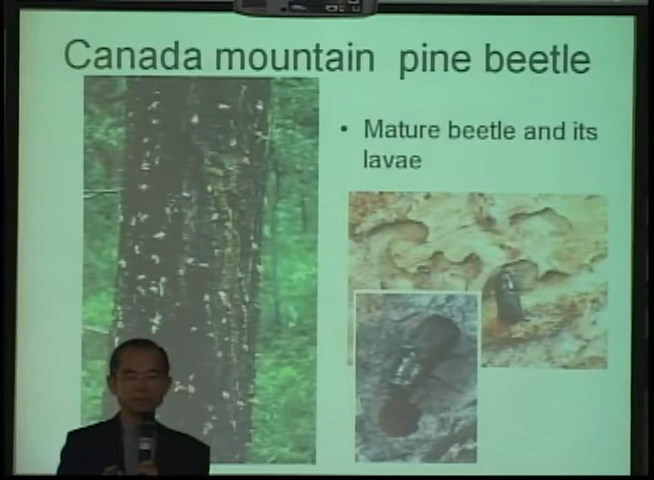 Canada mountain pine beetle
• Mature beetle and its
lavae